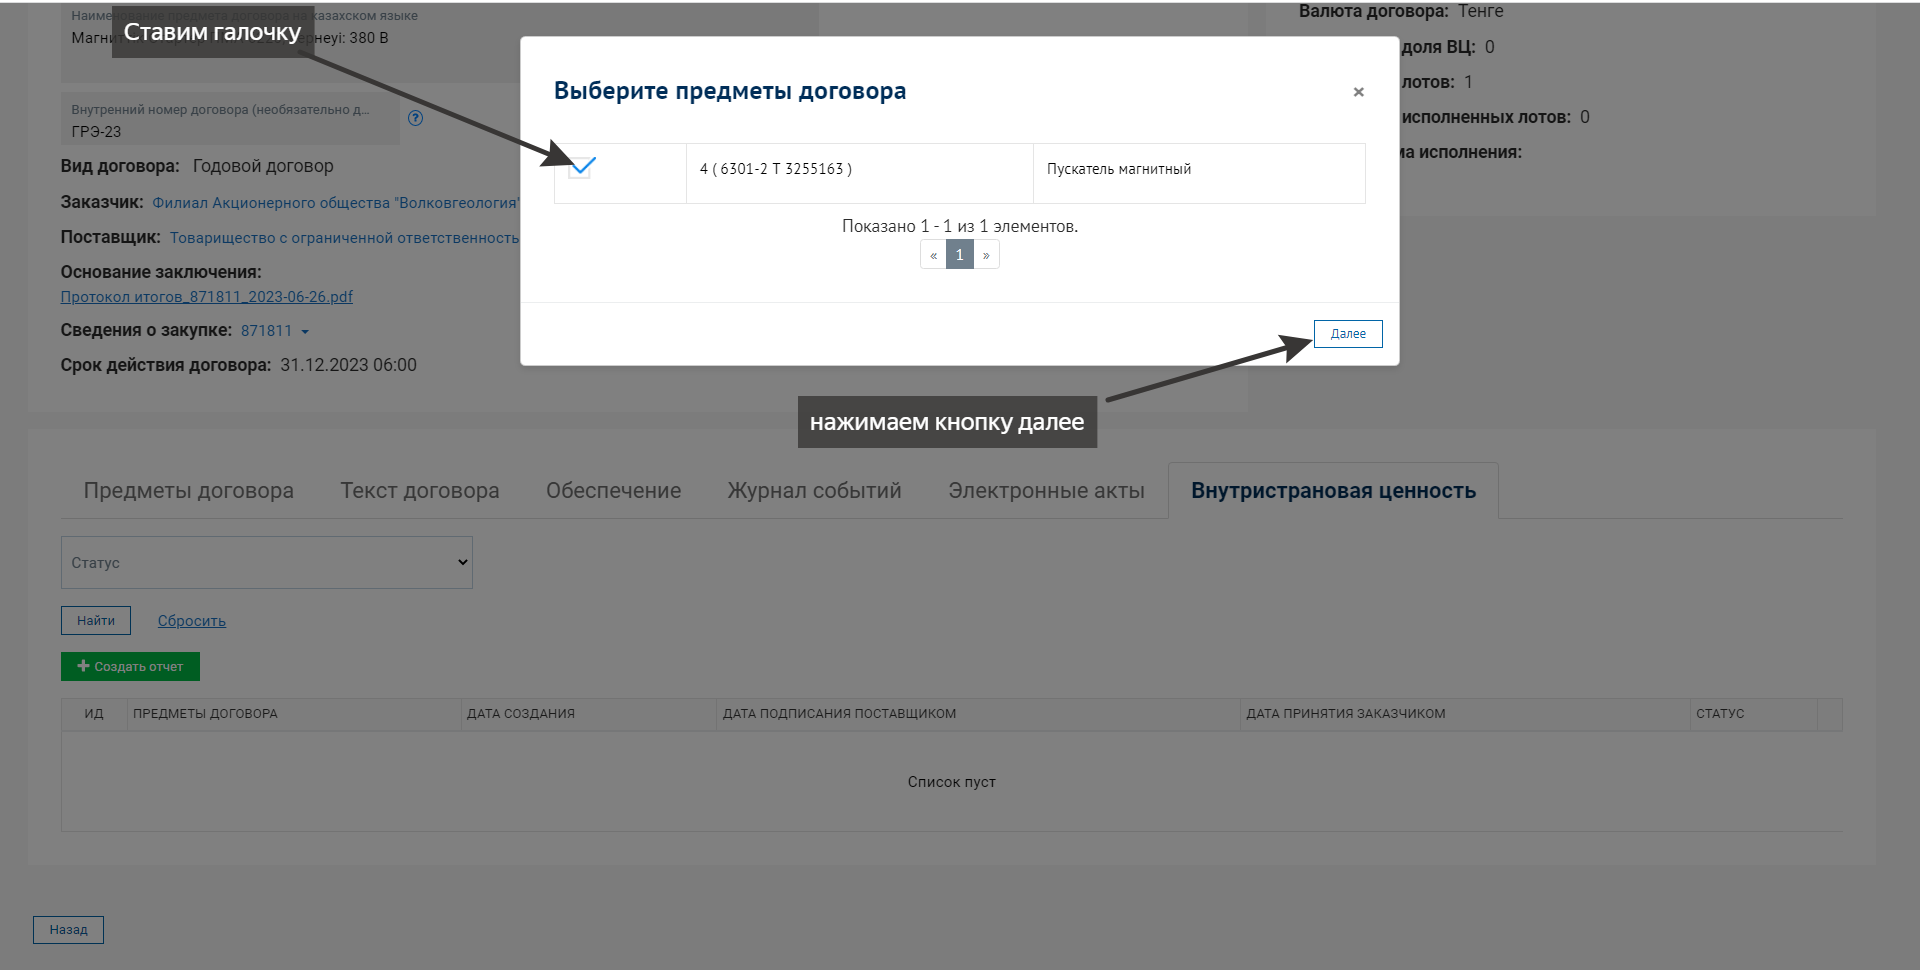 Наименование предмета договора на казахском языке
Ставим галочку
380 В
Внутренний номер договора (необязательно д...
ГРЭ-23
Вид договора: Годовой договор
Заказчик: Филиал Акционерного общества "Волковгеология"
Поставщик: Товарищество с ограниченной ответственность
Основание заключения:
Протокол итогов_871811_2023-06-26.pdf
Сведения о закупке: 871811
Срок действия договора: 31.12.2023 06:00
Выберите предметы договора
×
4 ( 6301-2 Т 3255163 )
Пускатель магнитный
Показано 1 - 1 из 1 элементов.
« 1 »
Далее
нажимаем кнопку далее
Валюта договора: Тенге
доля ВЦ: 0
лотов: 1
исполненных лотов: 0
ма исполнения:
Предметы договора
Текст договора
Обеспечение
Журнал событий
Электронные акты
Внутристрановая ценность
Статус
Найти
Сбросить
+ Создать отчет
ИД
ПРЕДМЕТЫ ДОГОВОРА
ДАТА СОЗДАНИЯ
ДАТА ПОДПИСАНИЯ ПОСТАВЩИКОМ
ДАТА ПРИНЯТИЯ ЗАКАЗЧИКОМ
СТАТУС
Список пуст
Назад